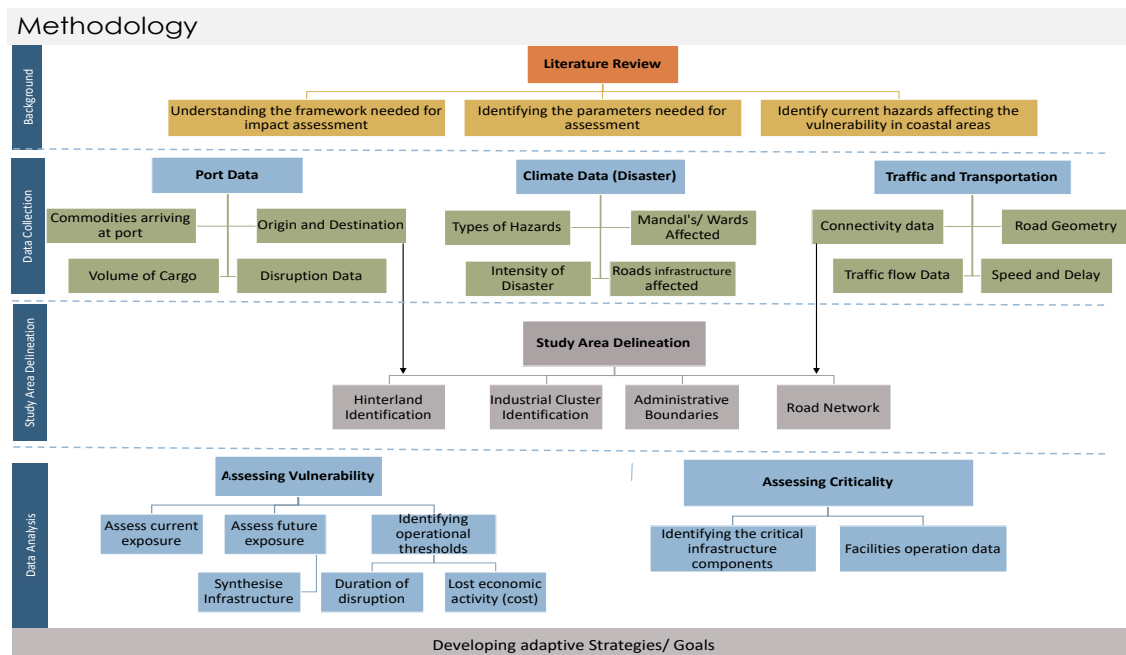 Methodology
Background
Literature Review
Understanding the framework needed for
impact assessment
Identifying the parameters needed for
assessment
Identify current hazards affecting the
vulnerability in coastal areas
Data Collection
Port Data
Commodities arriving
at port
Origin and Destination
Volume of Cargo
Disruption Data
Climate Data (Disaster)
Types of Hazards
Mandal's/ Wards
Affected
Intensity of
Disaster
Roads infrastructure
affected
Traffic and Transportation
Connectivity data
Road Geometry
Traffic flow Data
Speed and Delay
Study Area Delineation
Study Area Delineation
Hinterland
Identification
Industrial Cluster
Identification
Administrative
Boundaries
Road Network
Data Analysis
Assessing Vulnerability
Assess current
exposure
Assess future
exposure
Identifying
operational
thresholds
Synthesise
Infrastructure
Duration of
disruption
Lost economic
activity (cost)
Assessing Criticality
Identifying the critical
infrastructure
components
Facilities operation data
Developing adaptive Strategies/ Goals